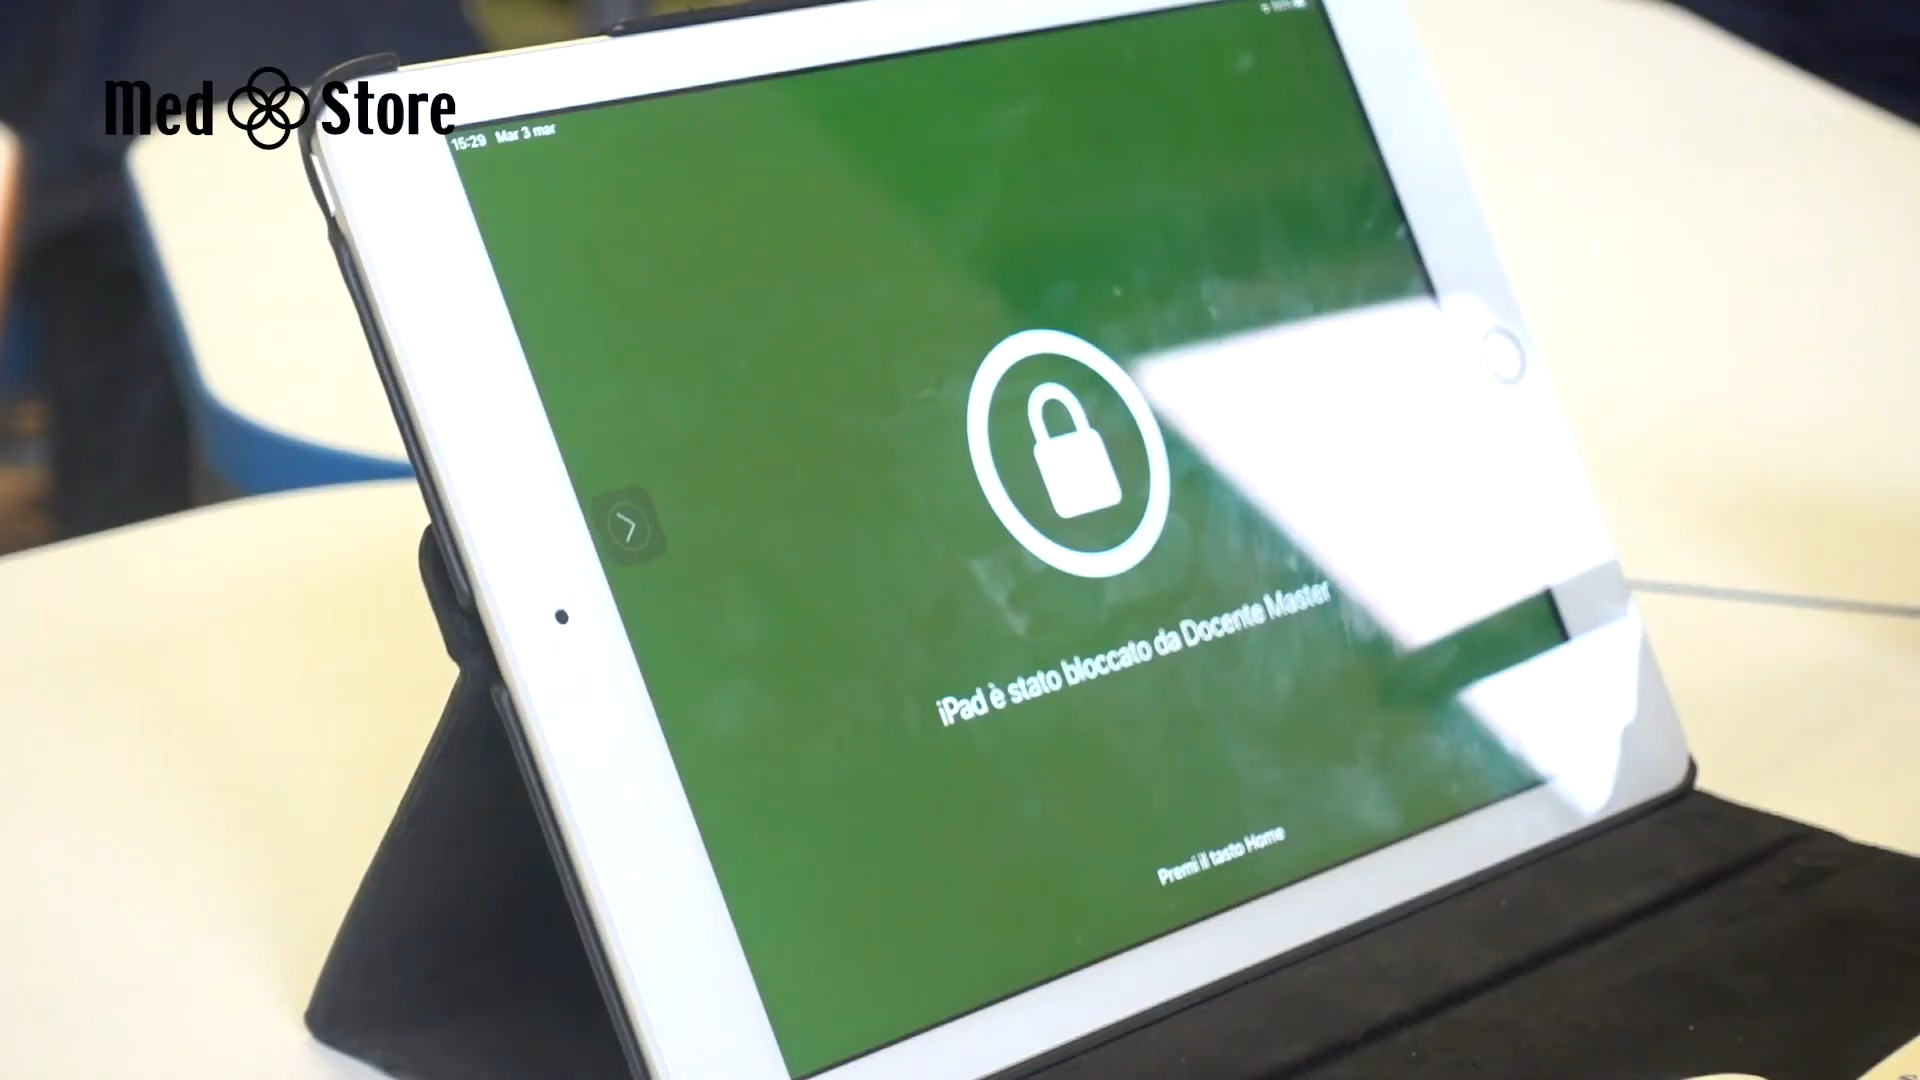 Med Store
15:29 Mar 3 mar
iPad è stato bloccato da Docente Master
Premi il tasto Home